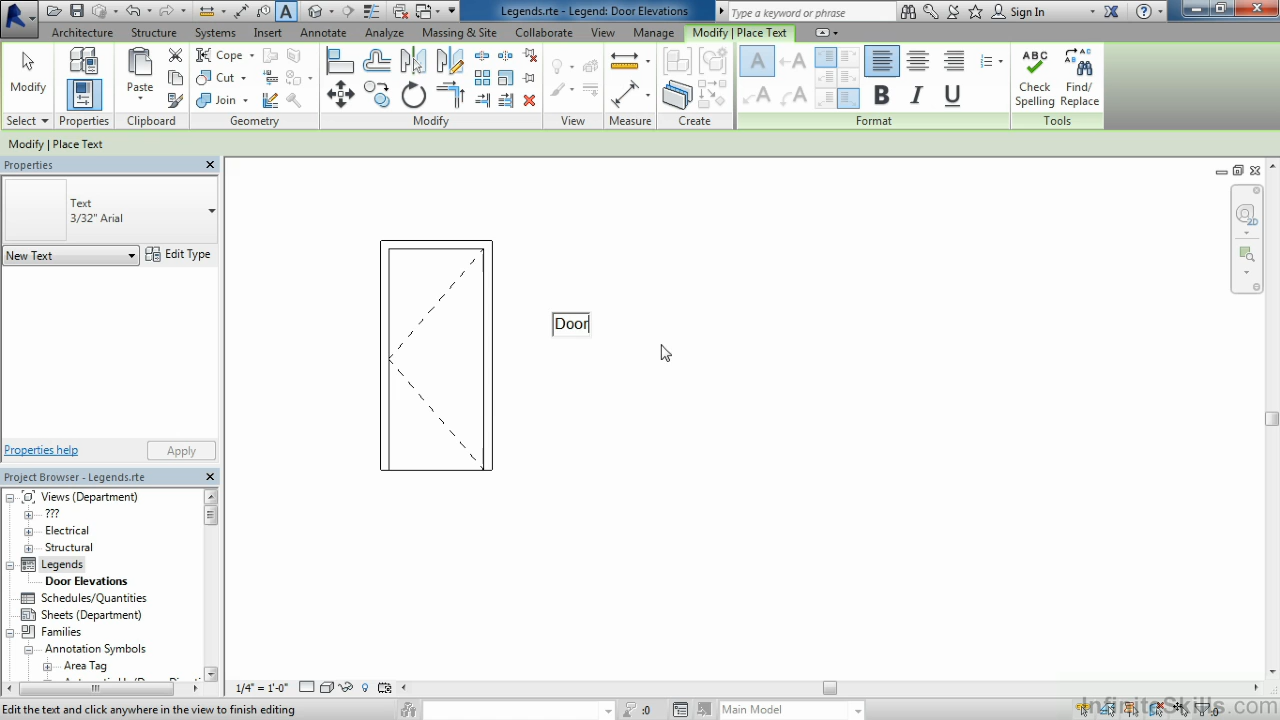 Legends.rte - Legend: Door Elevations
Type a keyword or phrase
Sign In
Architecture Structure Systems Insert Annotate Analyze Massing & Site Collaborate View Manage Modify | Place Text
Modify
Cope
Cut
Join
Paste
Check Spelling
Find/ Replace
Select Properties Clipboard Geometry Modify View Measure Create Format Tools
Modify | Place Text
Properties
Text
3/32" Arial
New Text
Edit Type
Properties help
Apply
Project Browser - Legends.rte
Views (Department)
???
Electrical
Structural
Legends
Door Elevations
Schedules/Quantities
Sheets (Department)
Families
Annotation Symbols
Area Tag
Door
2D
1/4" = 1'-0"
Edit the text and click anywhere in the view to finish editing
:0
Main Model
InfiniteSkills.com